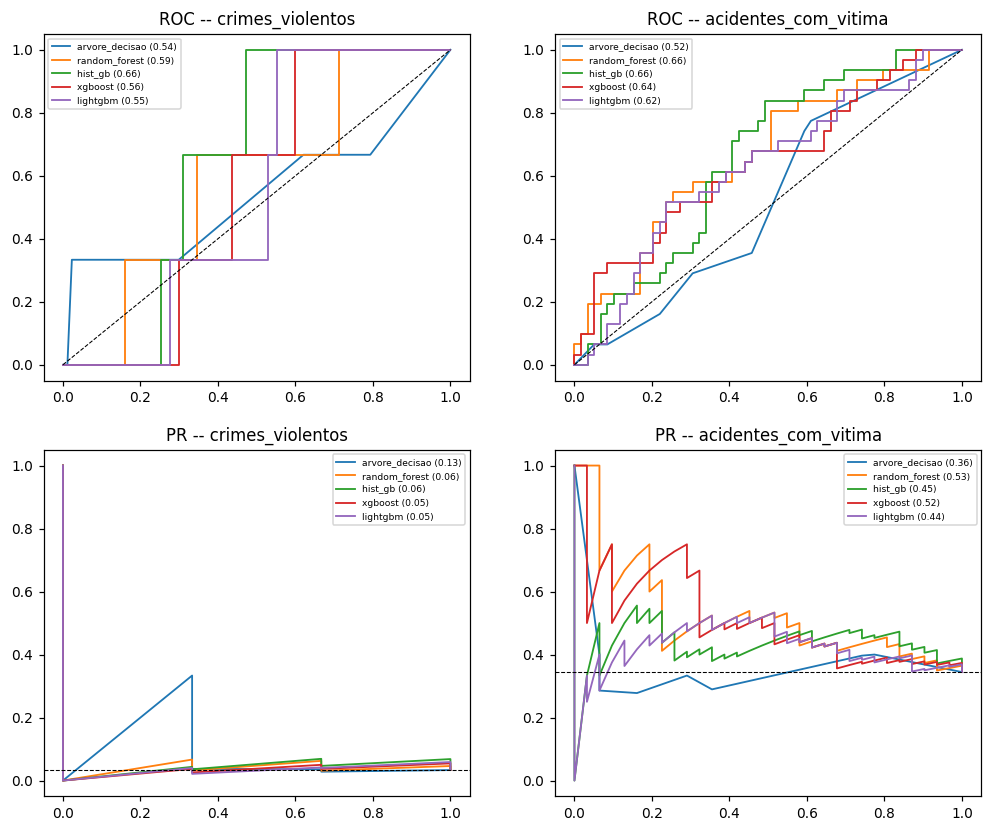 ROC -- crimes_violentos
arvore_decisao (0.54)
random_forest (0.59)
hist_gb (0.66)
xgboost (0.56)
lightgbm (0.55)
1.0
0.8
0.6
0.4
0.2
0.0
0.0 0.2 0.4 0.6 0.8 1.0
ROC -- acidentes_com_vitima
arvore_decisao (0.52)
random_forest (0.66)
hist_gb (0.66)
xgboost (0.64)
lightgbm (0.62)
1.0
0.8
0.6
0.4
0.2
0.0
0.0 0.2 0.4 0.6 0.8 1.0
PR -- crimes_violentos
arvore_decisao (0.13)
random_forest (0.06)
hist_gb (0.06)
xgboost (0.05)
lightgbm (0.05)
1.0
0.8
0.6
0.4
0.2
0.0
0.0 0.2 0.4 0.6 0.8 1.0
PR -- acidentes_com_vitima
arvore_decisao (0.36)
random_forest (0.53)
hist_gb (0.45)
xgboost (0.52)
lightgbm (0.44)
1.0
0.8
0.6
0.4
0.2
0.0
0.0 0.2 0.4 0.6 0.8 1.0